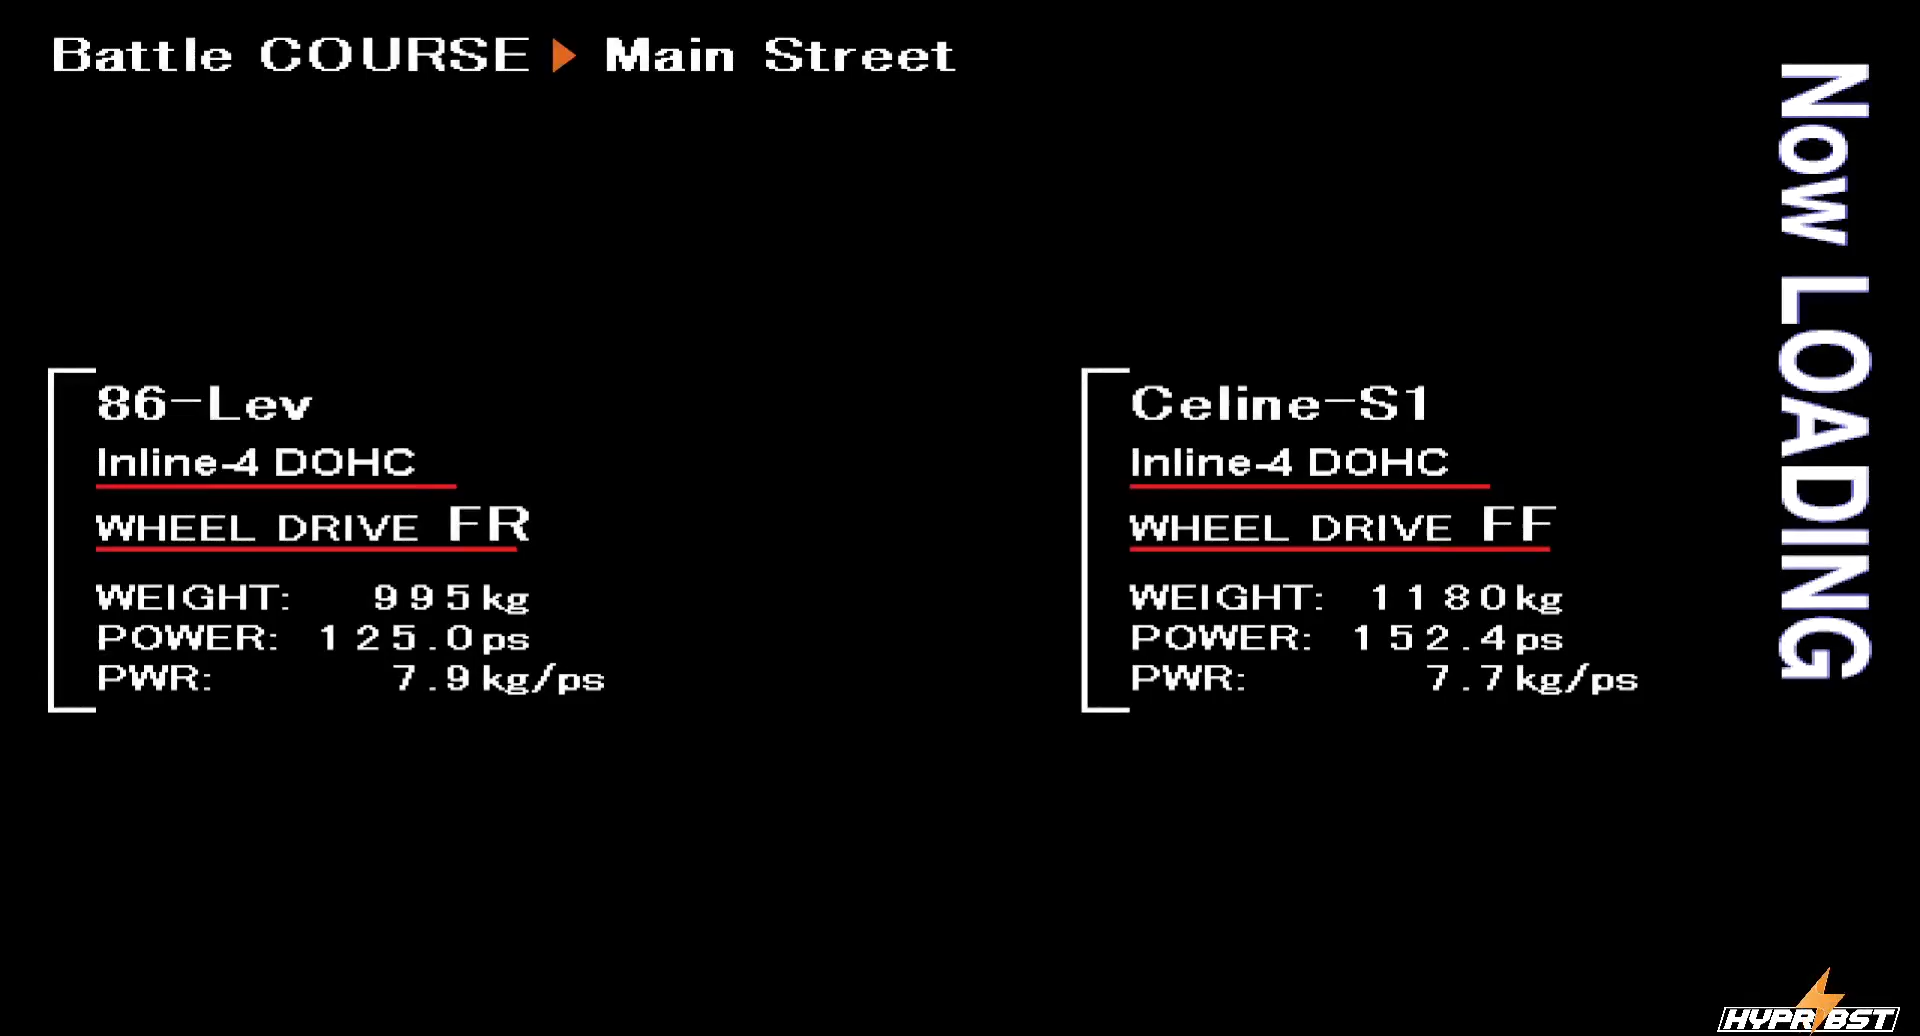 Battle COURSE ▶ Main Street
Now LOADING
86-Lev
Inline-4 DOHC
WHEEL DRIVE FR
WEIGHT: 995kg
POWER: 125.0ps
PWR: 7.9kg/ps
Celine-S1
Inline-4 DOHC
WHEEL DRIVE FF
WEIGHT: 1180kg
POWER: 152.4ps
PWR: 7.7kg/ps
HYPR BST